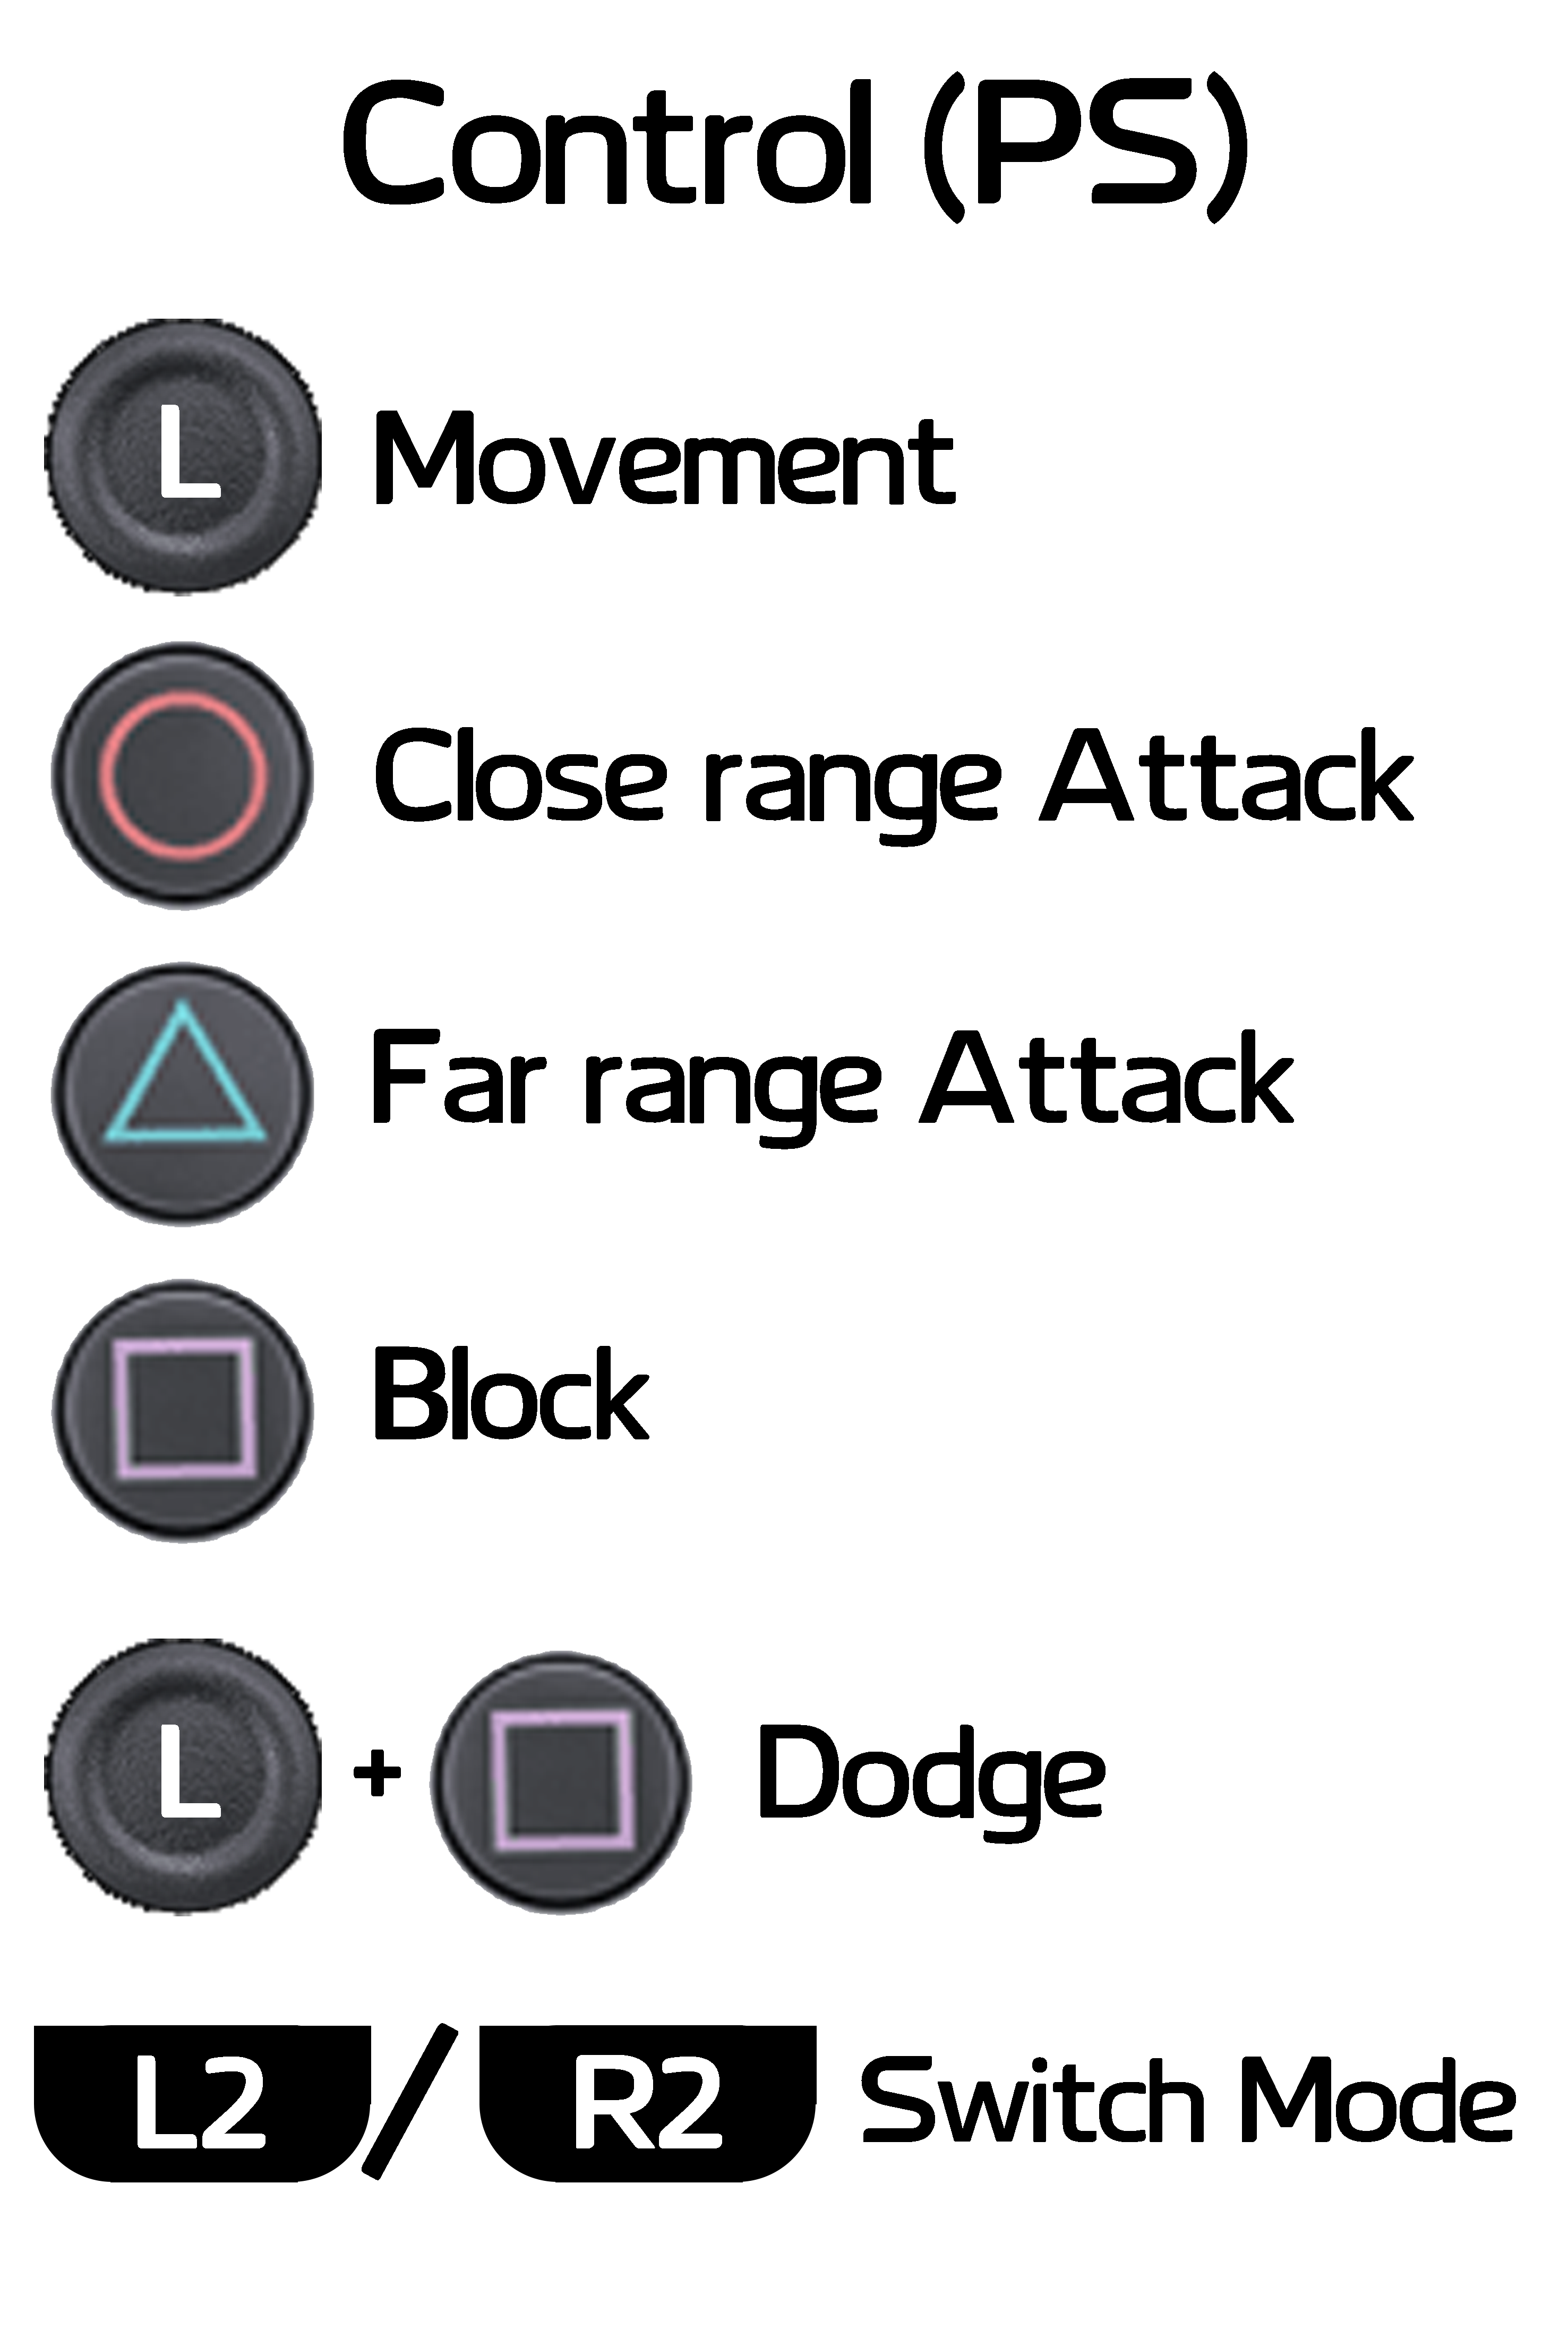 Control (PS)
L Movement
Close range Attack
Far range Attack
Block
L + Dodge
L2 / R2 Switch Mode